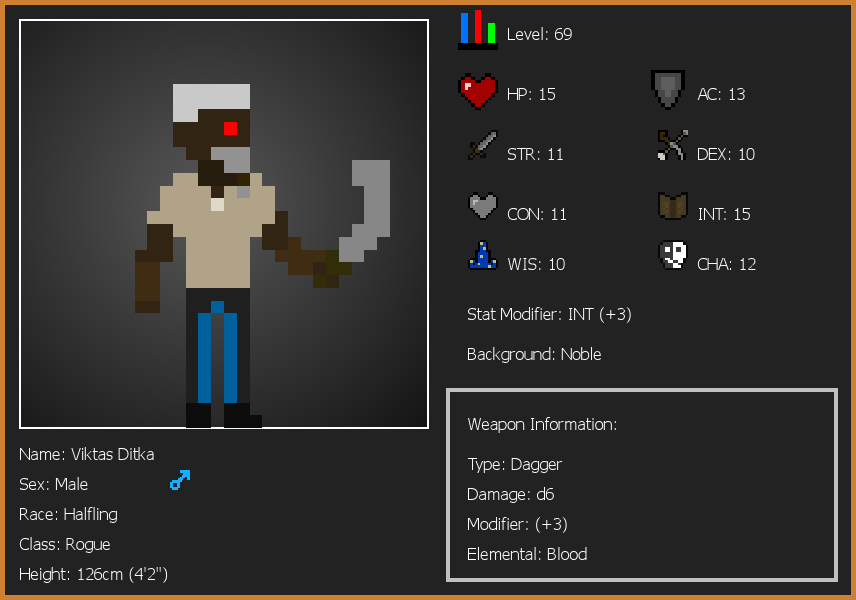 Level: 69
HP: 15
AC: 13
STR: 11
DEX: 10
CON: 11
INT: 15
WIS: 10
CHA: 12
Stat Modifier: INT (+3)
Background: Noble
Weapon Information:
Type: Dagger
Damage: d6
Modifier: (+3)
Elemental: Blood
Name: Viktas Ditka
Sex: Male
Race: Halfling
Class: Rogue
Height: 126cm (4'2")